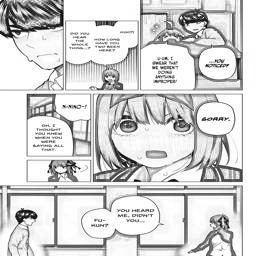 ...YOU
NOTICED?
U-UM, I
SWEAR THAT
WE WEREN'T
DOING
ANYTHING
IMPROPER!
HUH?!
HOW LONG
HAVE YOU
TWO BEEN
HERE?
DID YOU
HEAR THE
WHOLE
THING...?
SORRY.
N-NINO-!
OH, I
THOUGHT
YOU KNEW
WHEN YOU
WERE
SAYING ALL
THAT.
YOU HEARD
ME, DIDN'T
YOU...
FU-
KUN?